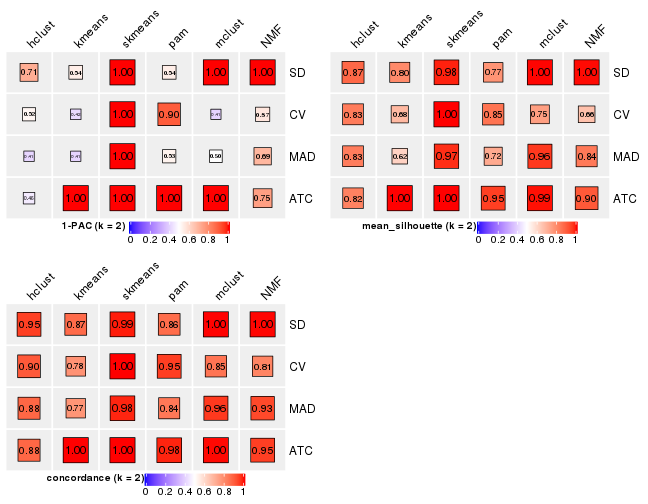 hclust kmeans skmeans pam mclust NMF
0.71 0.54 1.00 0.54 1.00 1.00 SD
0.52 0.42 1.00 0.90 0.41 0.57 CV
0.41 0.41 1.00 0.53 0.50 0.69 MAD
0.46 1.00 1.00 1.00 1.00 0.75 ATC
1-PAC (k = 2)
0 0.2 0.4 0.6 0.8 1
hclust kmeans skmeans pam mclust NMF
0.87 0.80 0.98 0.77 1.00 1.00 SD
0.83 0.68 1.00 0.85 0.75 0.66 CV
0.83 0.62 0.97 0.72 0.96 0.84 MAD
0.82 1.00 1.00 0.95 0.99 0.90 ATC
mean_silhouette (k = 2)
0 0.2 0.4 0.6 0.8 1
hclust kmeans skmeans pam mclust NMF
0.95 0.87 0.99 0.86 1.00 1.00 SD
0.90 0.78 1.00 0.95 0.85 0.81 CV
0.88 0.77 0.98 0.84 0.96 0.93 MAD
0.88 1.00 1.00 0.98 1.00 0.95 ATC
concordance (k = 2)
0 0.2 0.4 0.6 0.8 1